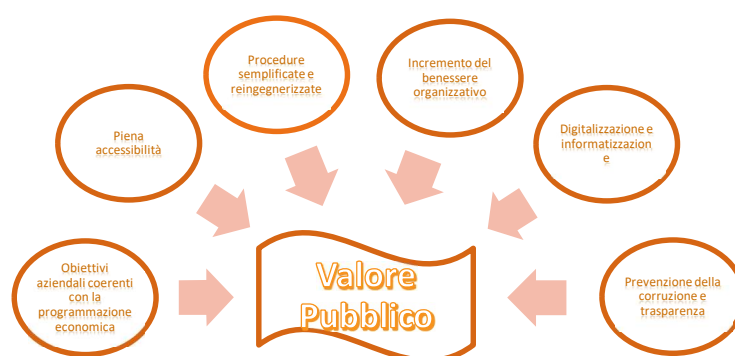 Procedure
semplificate e
reingegnerizzate
Incremento del
benessere
organizzativo
Piena
accessibilità
Digitalizzazione e
informatizzazion
e
Obiettivi
aziendali coerenti
con la
programmazione
economica
Valore
Pubblico
Prevenzione della
corruzione e
trasparenza